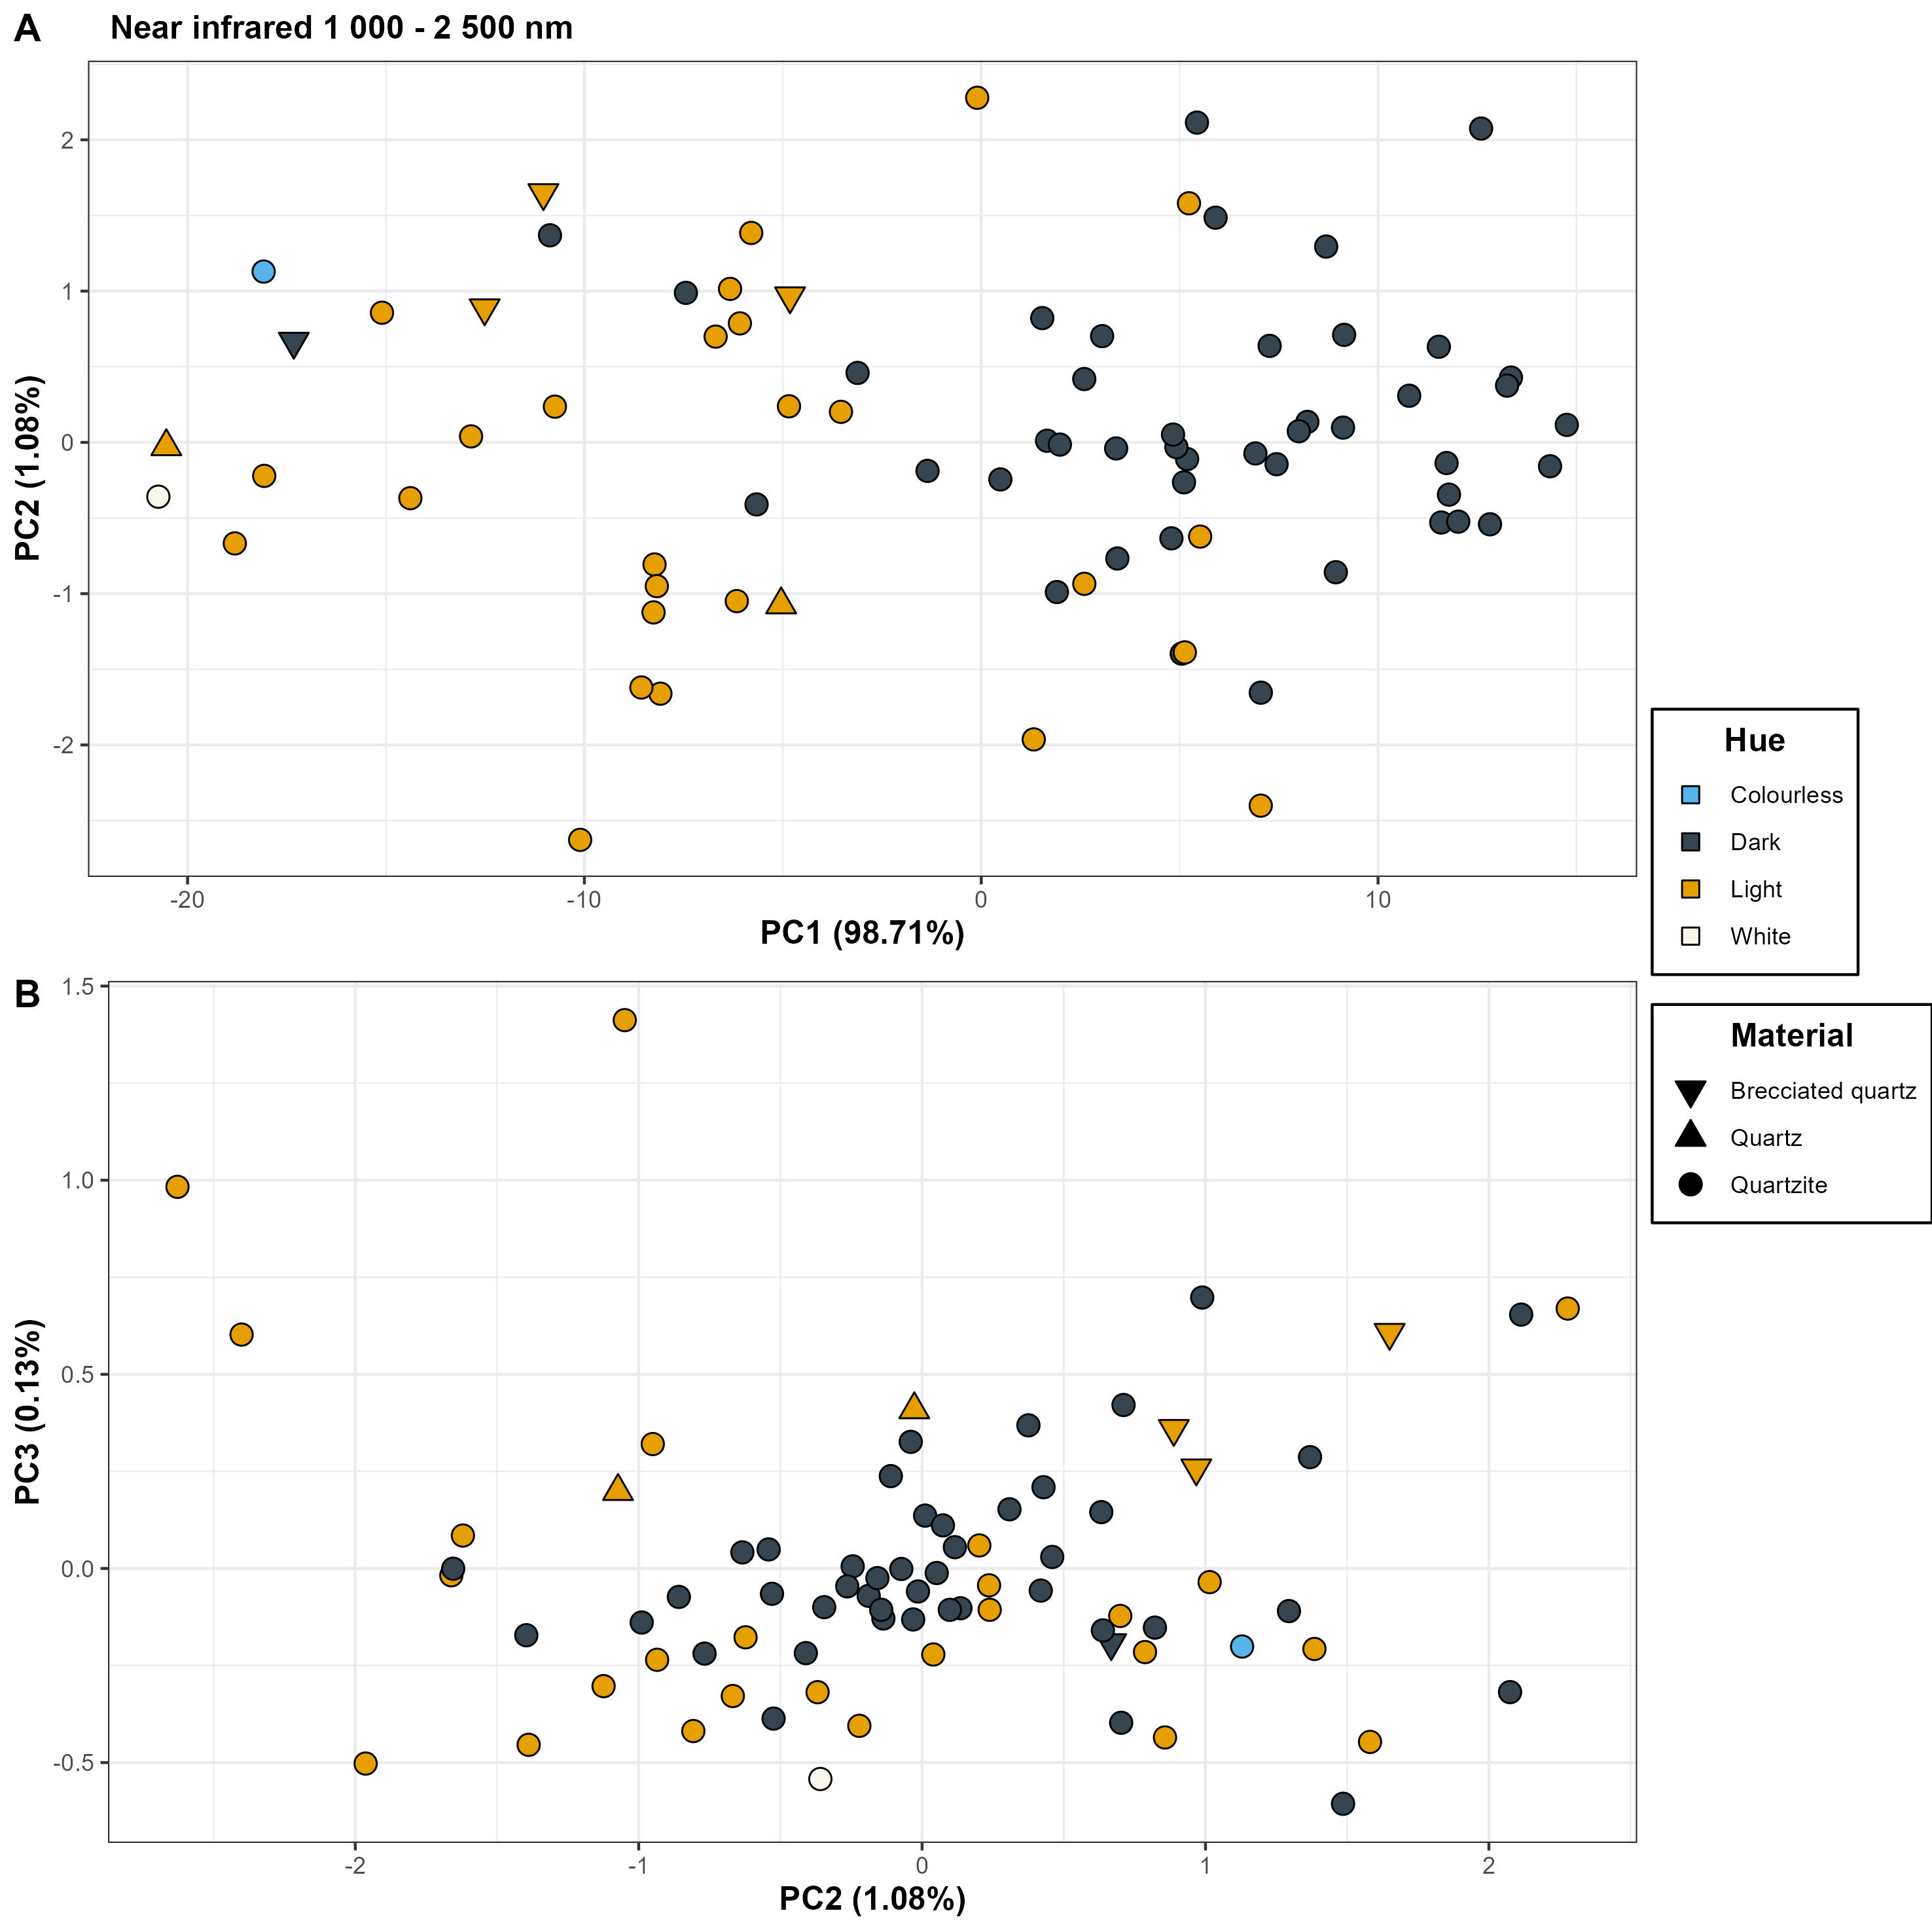 A
Near infrared 1 000 - 2 500 nm
2
1
0
-1
-2
PC2 (1.08%)
-20
-10
0
10
PC1 (98.71%)
Hue
Colourless
Dark
Light
White
B
1.5
1.0
0.5
0.0
-0.5
PC3 (0.13%)
-2
-1
0
1
2
PC2 (1.08%)
Material
Brecciated quartz
Quartz
Quartzite